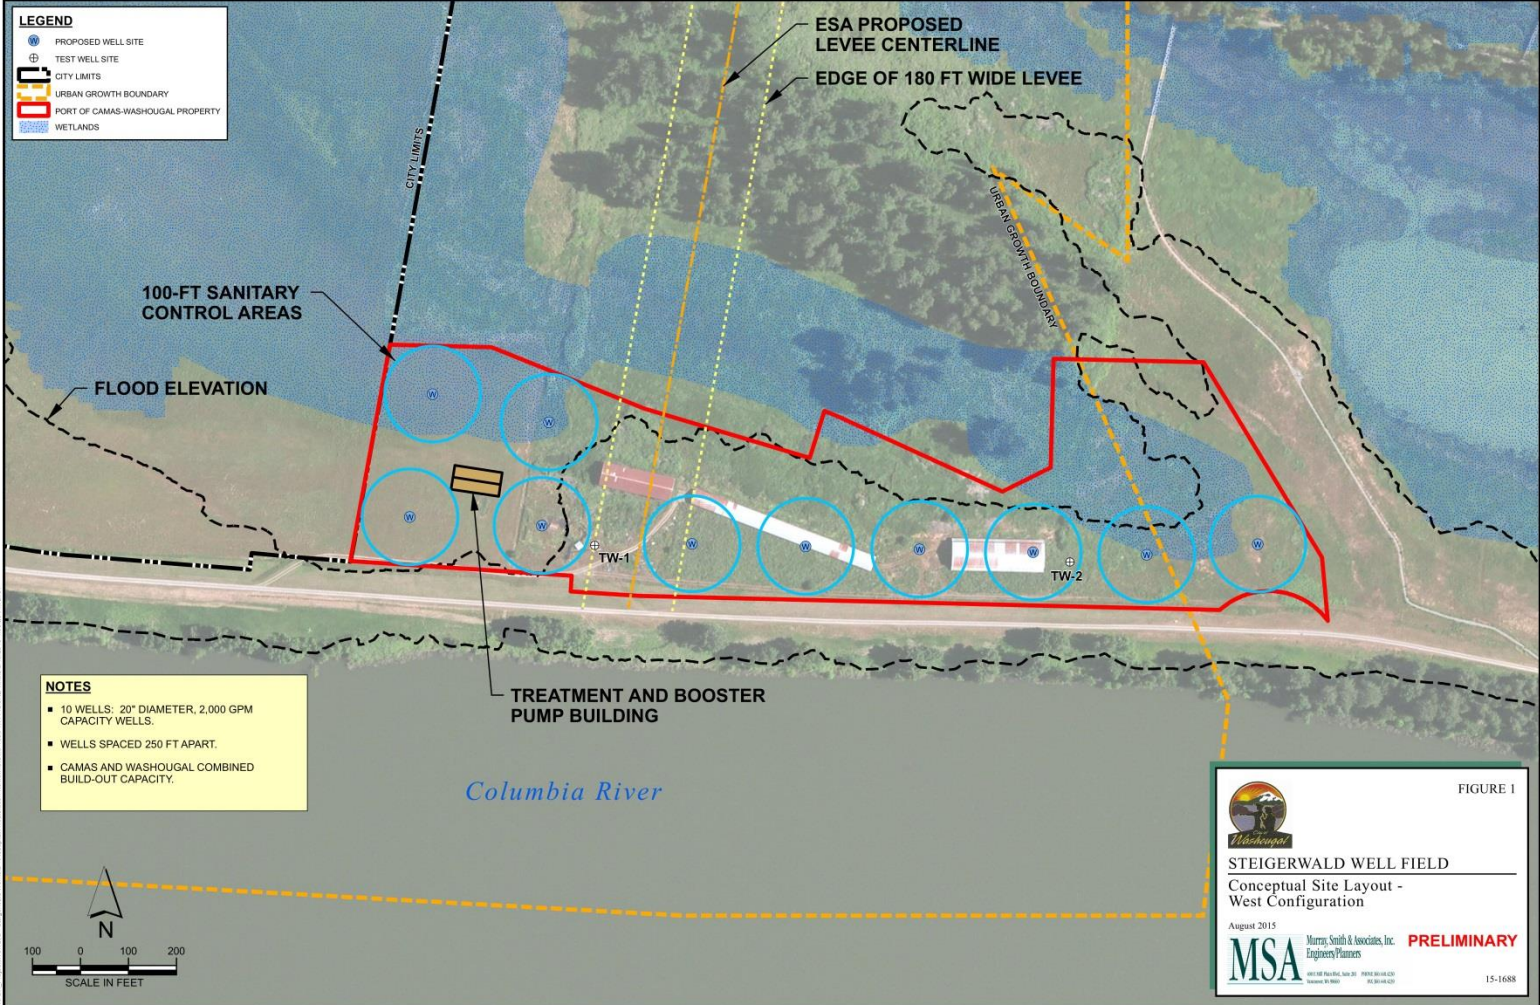 LEGEND
W PROPOSED WELL SITE
TEST WELL SITE
CITY LIMITS
URBAN GROWTH BOUNDARY
PORT OF CAMAS-WASHOUGAL PROPERTY
WETLANDS
ESA PROPOSED
LEVEE CENTERLINE
EDGE OF 180 FT WIDE LEVEE
CITY LIMITS
URBAN GROWTH BOUNDARY
100-FT SANITARY
CONTROL AREAS
FLOOD ELEVATION
W
W
W
W
W
W
W
W
W
W
TW-1
TW-2
TREATMENT AND BOOSTER
PUMP BUILDING
NOTES
■ 10 WELLS: 20" DIAMETER, 2,000 GPM
CAPACITY WELLS.
■ WELLS SPACED 250 FT APART.
■ CAMAS AND WASHOUGAL COMBINED
BUILD-OUT CAPACITY.
Columbia River
N
100 0 100 200
SCALE IN FEET
FIGURE 1
City of
Washougal
STEIGERWALD WELL FIELD
Conceptual Site Layout -
West Configuration
August 2015
MSA
Murray, Smith & Associates, Inc.
Engineers/Planners
PRELIMINARY
15-1688